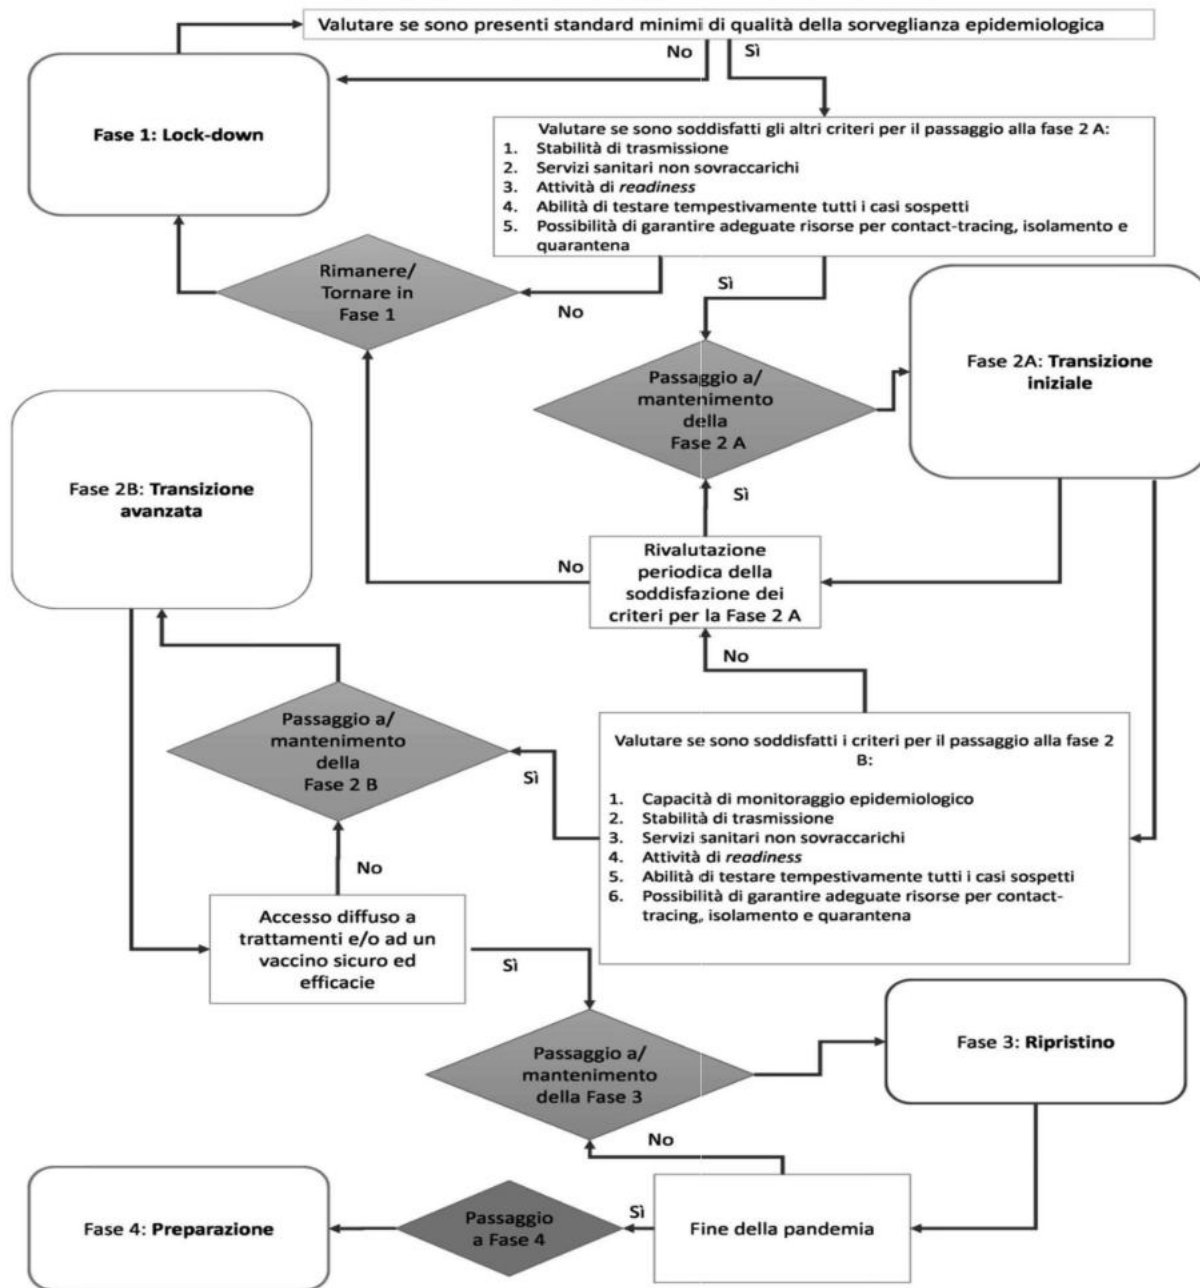 Valutare se sono presenti standard minimi di qualità della sorveglianza epidemiologica
No
Sì
Fase 1: Lock-down
Valutare se sono soddisfatti gli altri criteri per il passaggio alla fase 2 A:
1. Stabilità di trasmissione
2. Servizi sanitari non sovraccarichi
3. Attività di readiness
4. Abilità di testare tempestivamente tutti i casi sospetti
5. Possibilità di garantire adeguate risorse per contact-tracing, isolamento e
quarantena
Rimanere/
Tornare in
Fase 1
No
Sì
Passaggio a/
mantenimento
della
Fase 2 A
Fase 2A: Transizione
iniziale
Fase 2B: Transizione
avanzata
Sì
No
Rivalutazione
periodica della
soddisfazione dei
criteri per la Fase 2 A
No
Passaggio a/
mantenimento
della
Fase 2 B
Sì
Valutare se sono soddisfatti i criteri per il passaggio alla fase 2
B:
1. Capacità di monitoraggio epidemiologico
2. Stabilità di trasmissione
3. Servizi sanitari non sovraccarichi
4. Attività di readiness
5. Abilità di testare tempestivamente tutti i casi sospetti
6. Possibilità di garantire adeguate risorse per contact-
tracing, isolamento e quarantena
No
Accesso diffuso a
trattamenti e/o ad un
vaccino sicuro ed
efficacie
Sì
Passaggio a/
mantenimento
della Fase 3
Fase 3: Ripristino
No
Fase 4: Preparazione
Passaggio
a Fase 4
Sì
Fine della pandemia